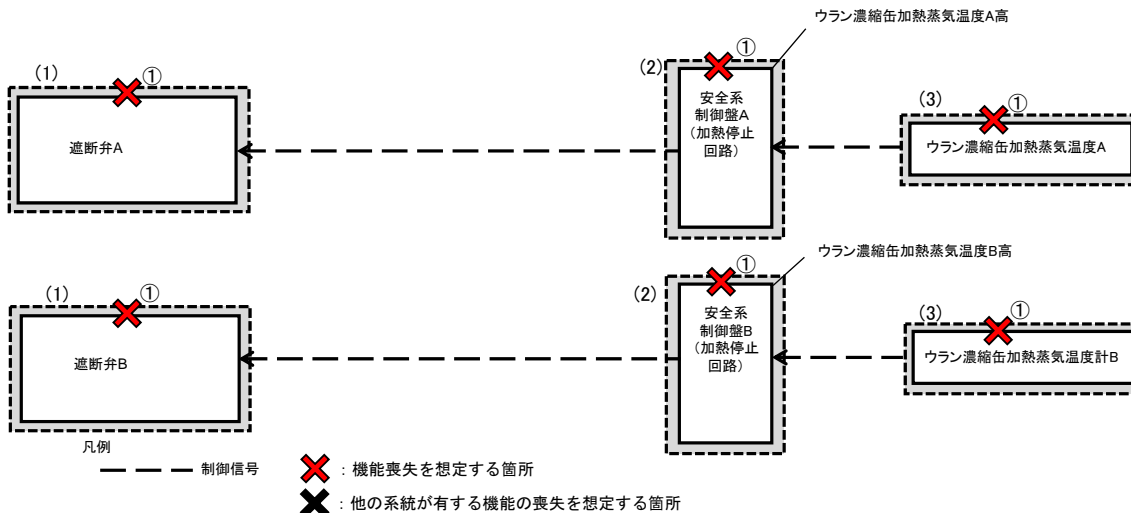 ウラン濃縮缶加熱蒸気温度A高
(1)
①
遮断弁A
(2)
①
安全系
制御盤A
(加熱停止
回路)
(3)
①
ウラン濃縮缶加熱蒸気温度A
ウラン濃縮缶加熱蒸気温度B高
(1)
①
遮断弁B
(2)
①
安全系
制御盤B
(加熱停止
回路)
(3)
①
ウラン濃縮缶加熱蒸気温度計B
凡例
制御信号
：機能喪失を想定する箇所
：他の系統が有する機能の喪失を想定する箇所